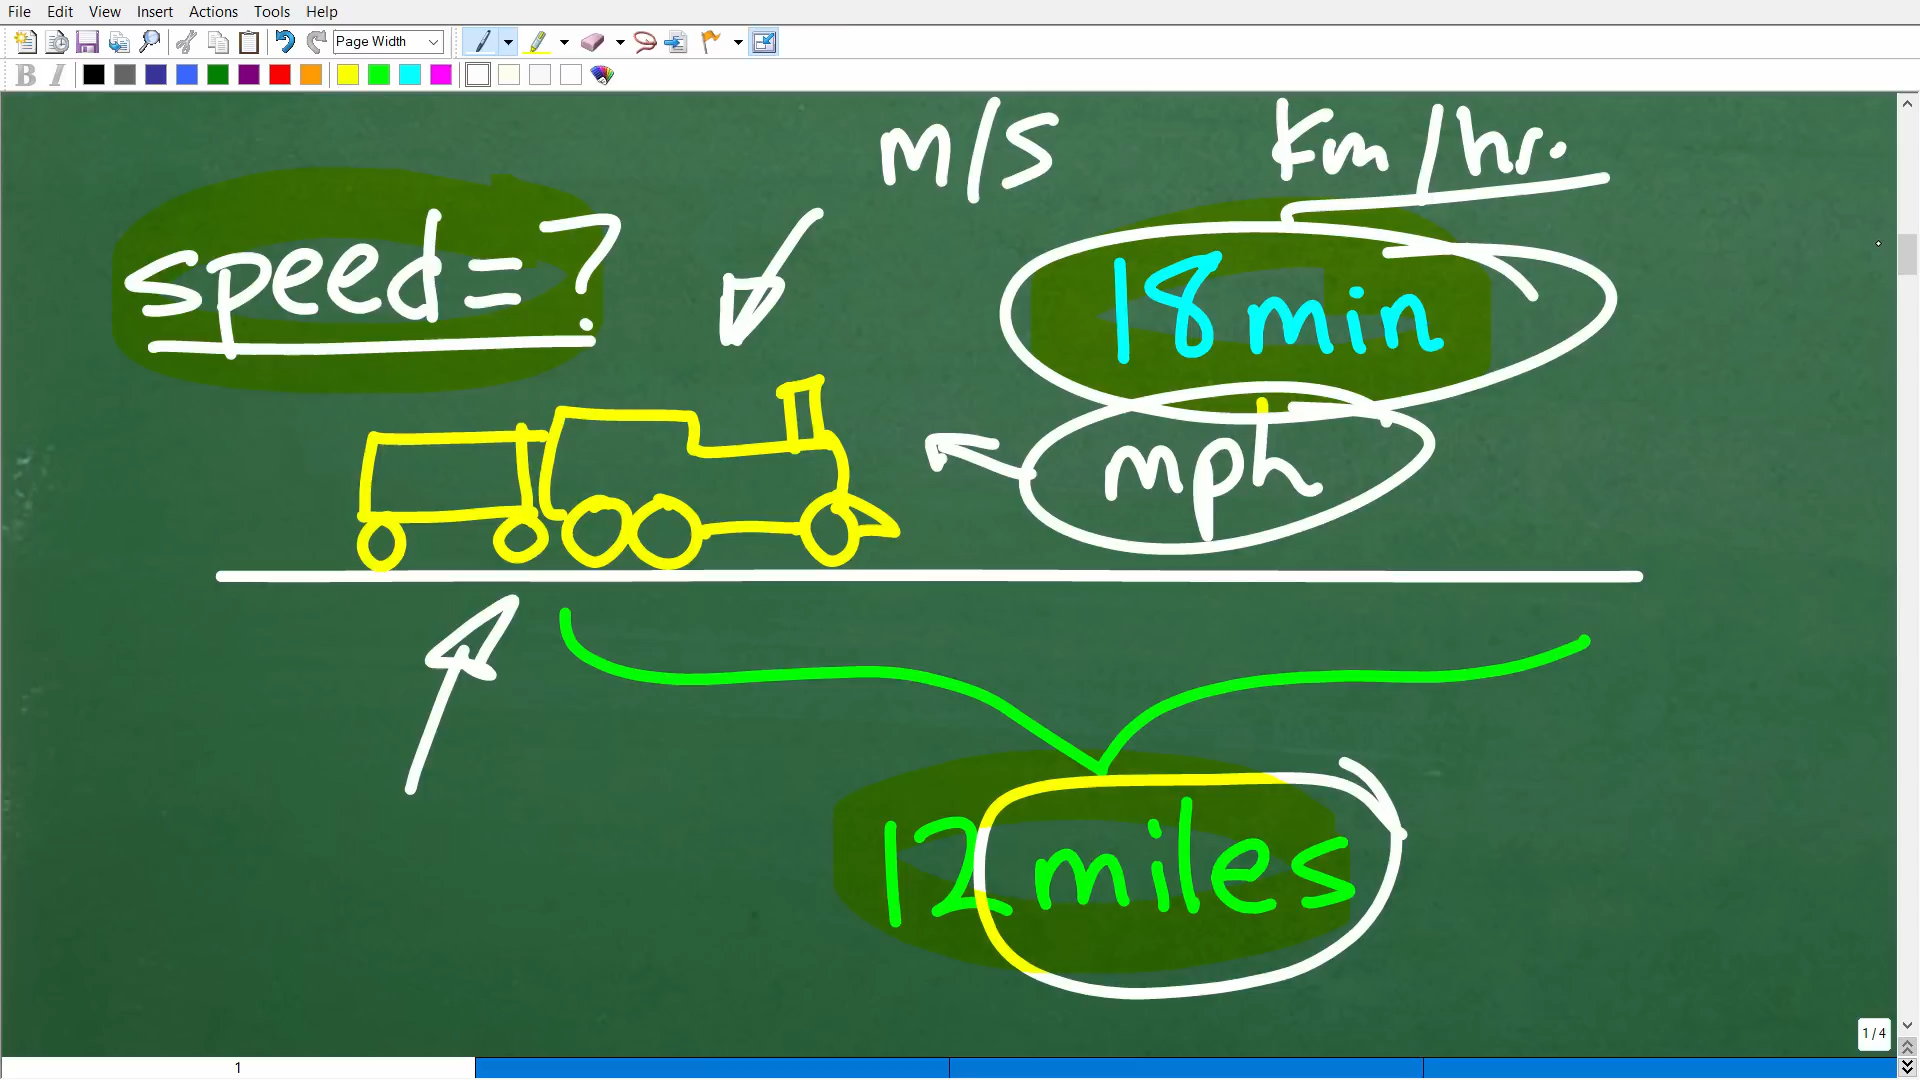 File Edit View Insert Actions Tools Help
Page Width
B I
m/s km/hr.
speed=?
18 min
mph
12 miles
1 / 4
1